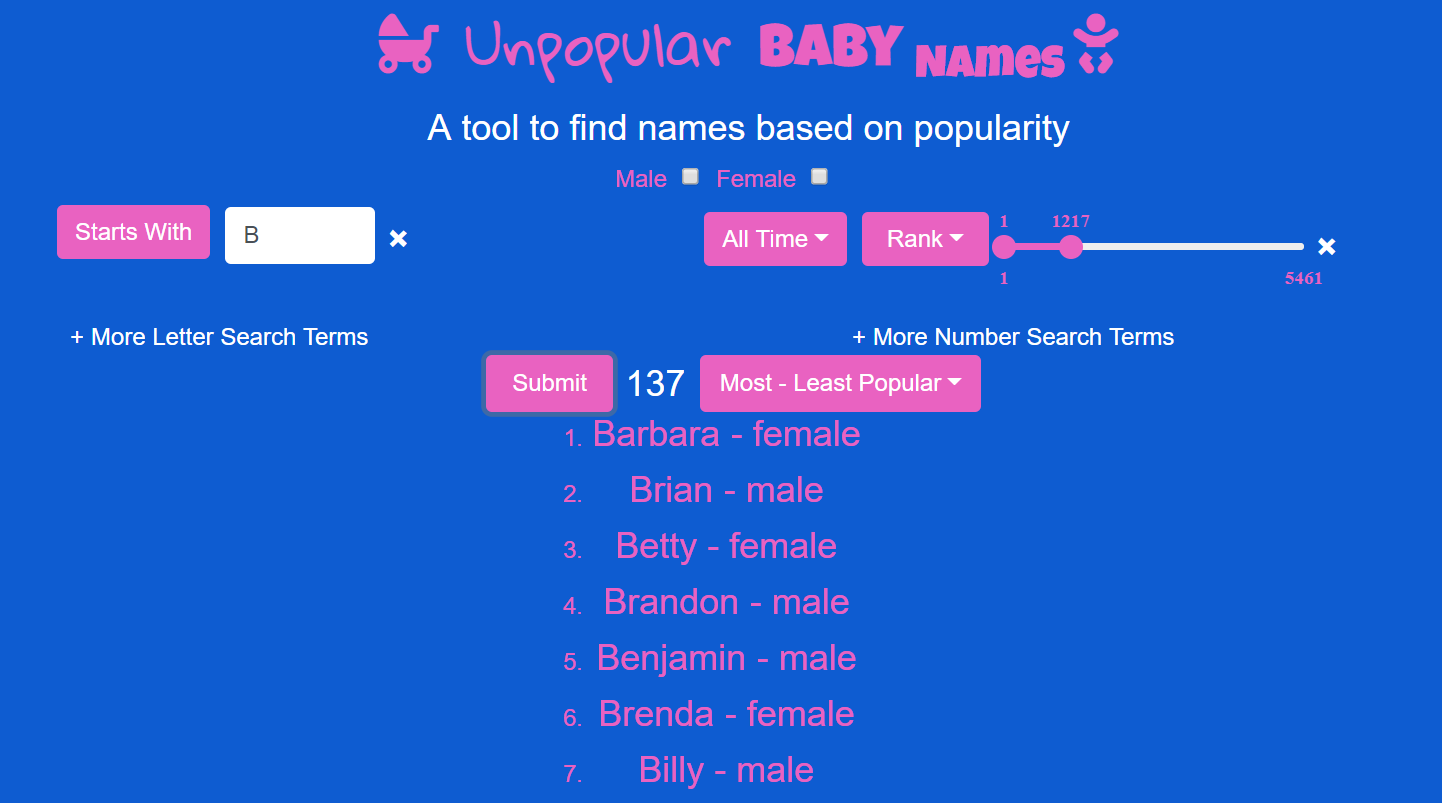 Unpopular BABY NAmes
A tool to find names based on popularity
Male Female
Starts With B
All Time Rank 1 1217
1 5461
+ More Letter Search Terms + More Number Search Terms
Submit 137 Most - Least Popular
1. Barbara - female
2. Brian - male
3. Betty - female
4. Brandon - male
5. Benjamin - male
6. Brenda - female
7. Billy - male